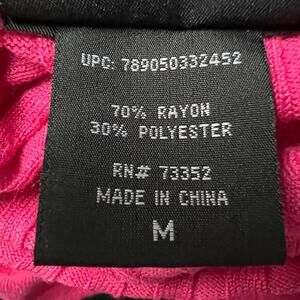 UPC: 789050332452
70% RAYON
30% POLYESTER
RN# 73352
MADE IN CHINA
M